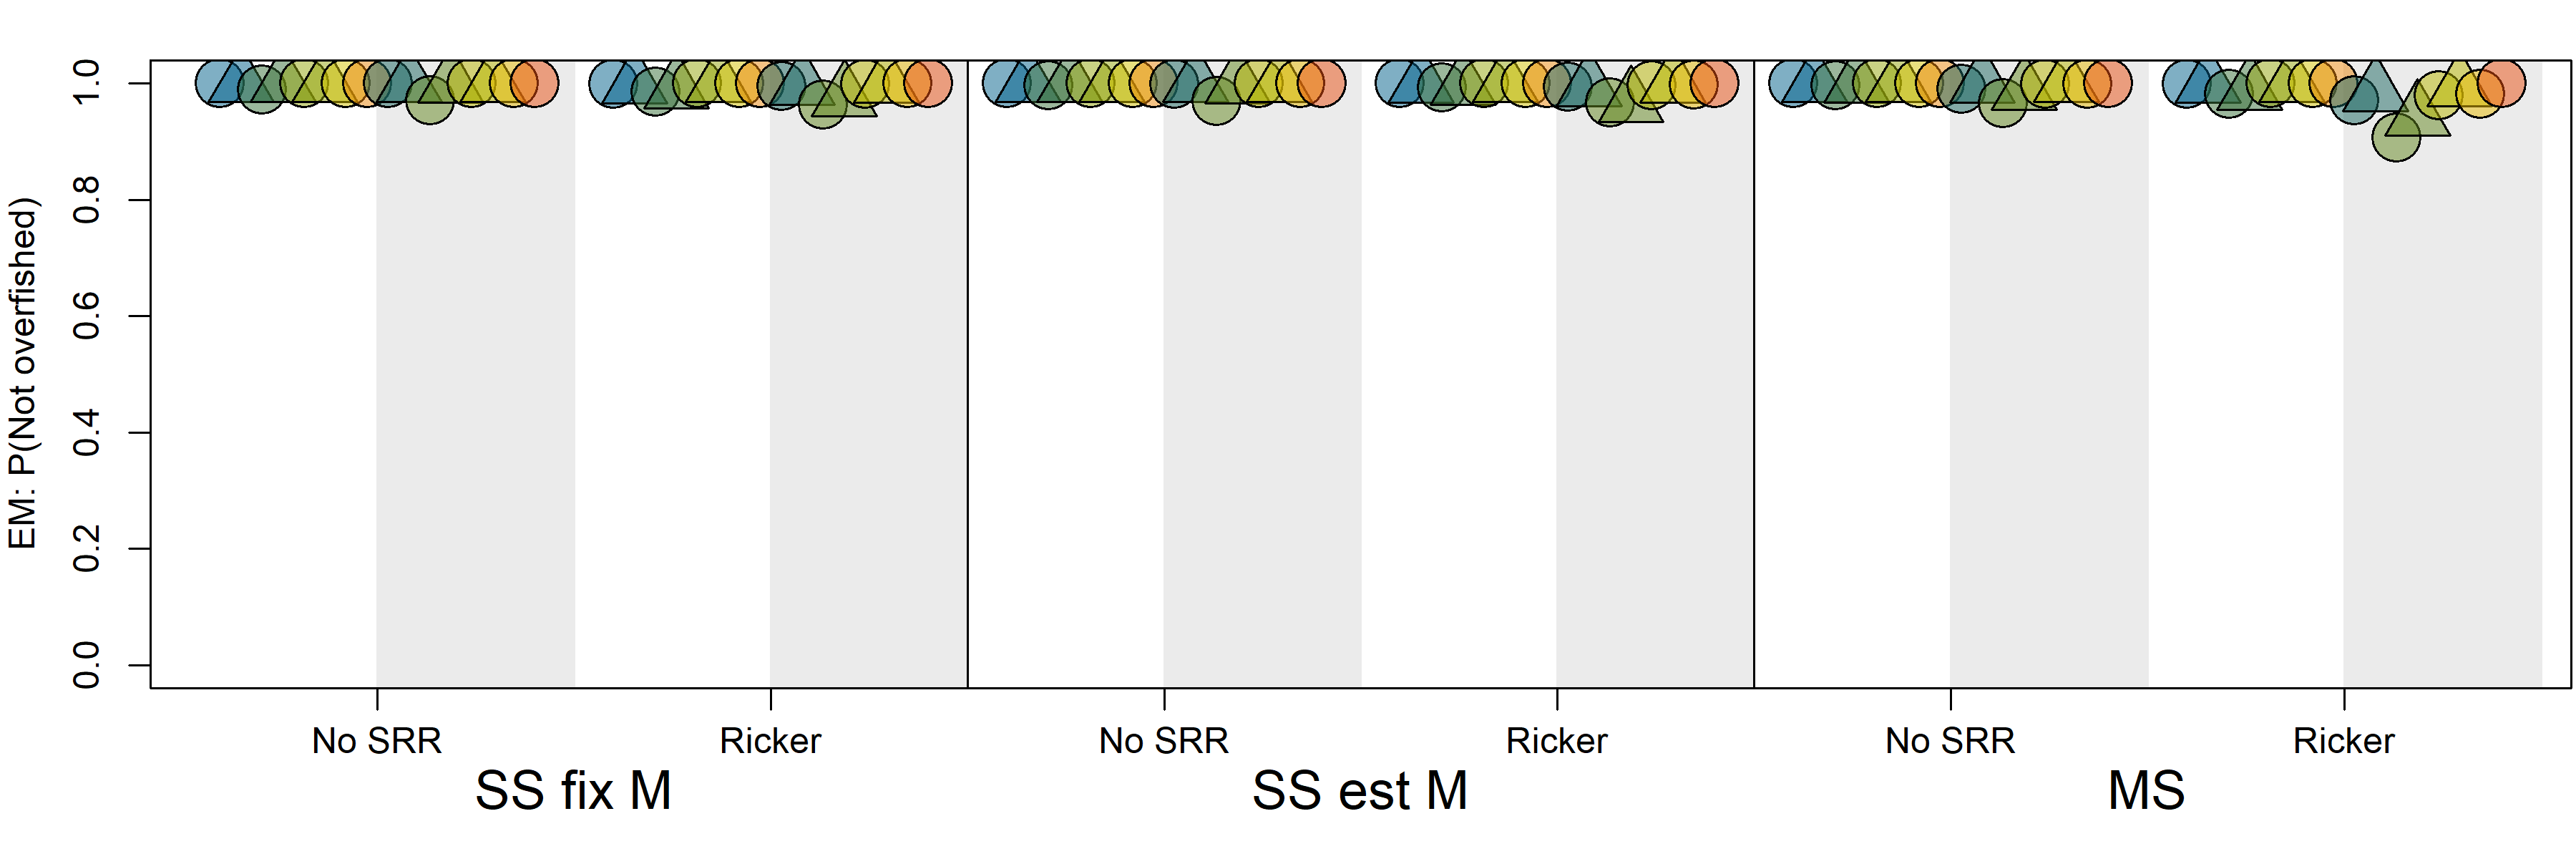 EM: P(Not overfished)
1.0
0.8
0.6
0.4
0.2
0.0
No SRR Ricker No SRR Ricker No SRR Ricker
SS fix M SS est M MS